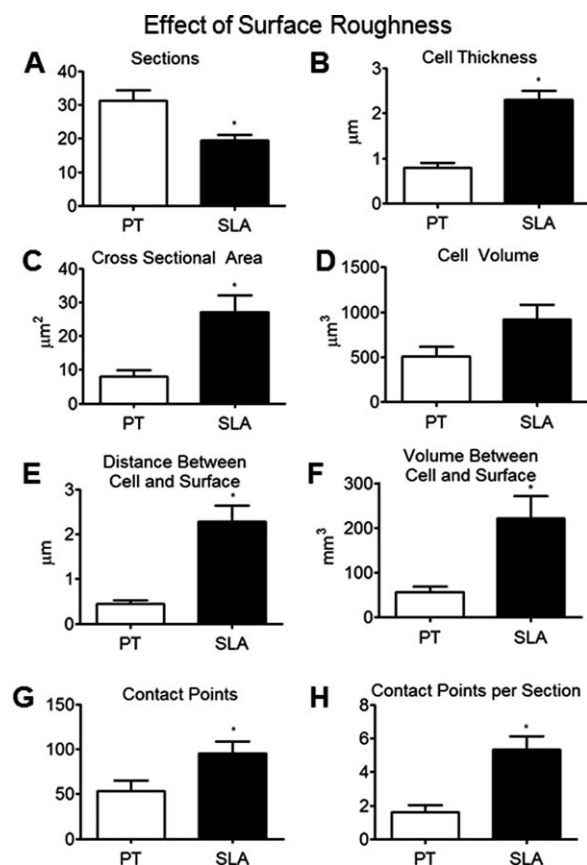 Effect of Surface Roughness
A
Sections
40
30
20
10
0
*
PT
SLA
B
Cell Thickness
μm
3
2
1
0
*
PT
SLA
C
Cross Sectional Area
μm²
40
30
20
10
0
*
PT
SLA
D
Cell Volume
μm³
1500
1000
500
0
PT
SLA
E
Distance Between
Cell and Surface
μm
3
2
1
0
*
PT
SLA
F
Volume Between
Cell and Surface
mm³
300
200
100
0
*
PT
SLA
G
Contact Points
150
100
50
0
*
PT
SLA
H
Contact Points per Section
8
6
4
2
0
*
PT
SLA